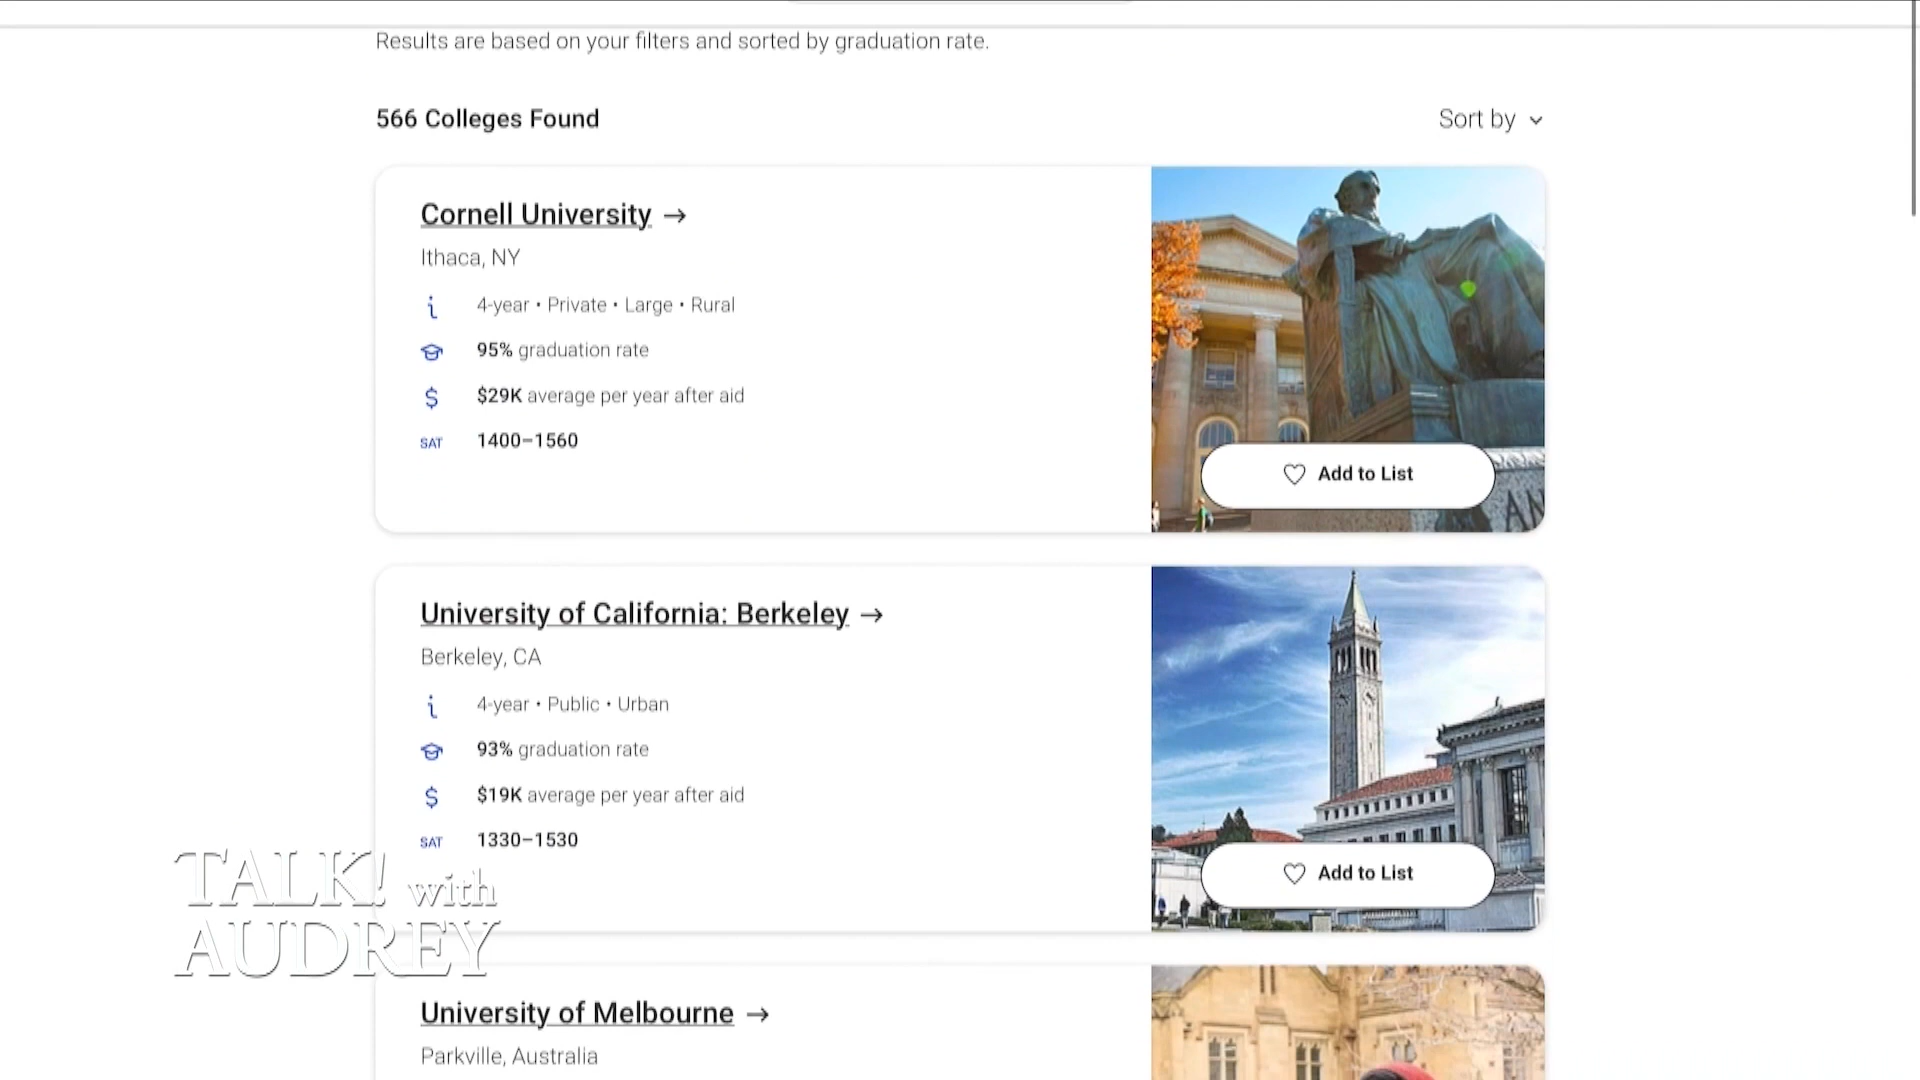 Results are based on your filters and sorted by graduation rate.
566 Colleges Found
Sort by
Cornell University →
Ithaca, NY
4-year • Private • Large • Rural
95% graduation rate
$ $29K average per year after aid
SAT 1400–1560
AN
Add to List
University of California: Berkeley →
Berkeley, CA
4-year • Public • Urban
93% graduation rate
$ $19K average per year after aid
SAT 1330–1530
Add to List
TALK! with
AUDREY
University of Melbourne →
Parkville, Australia